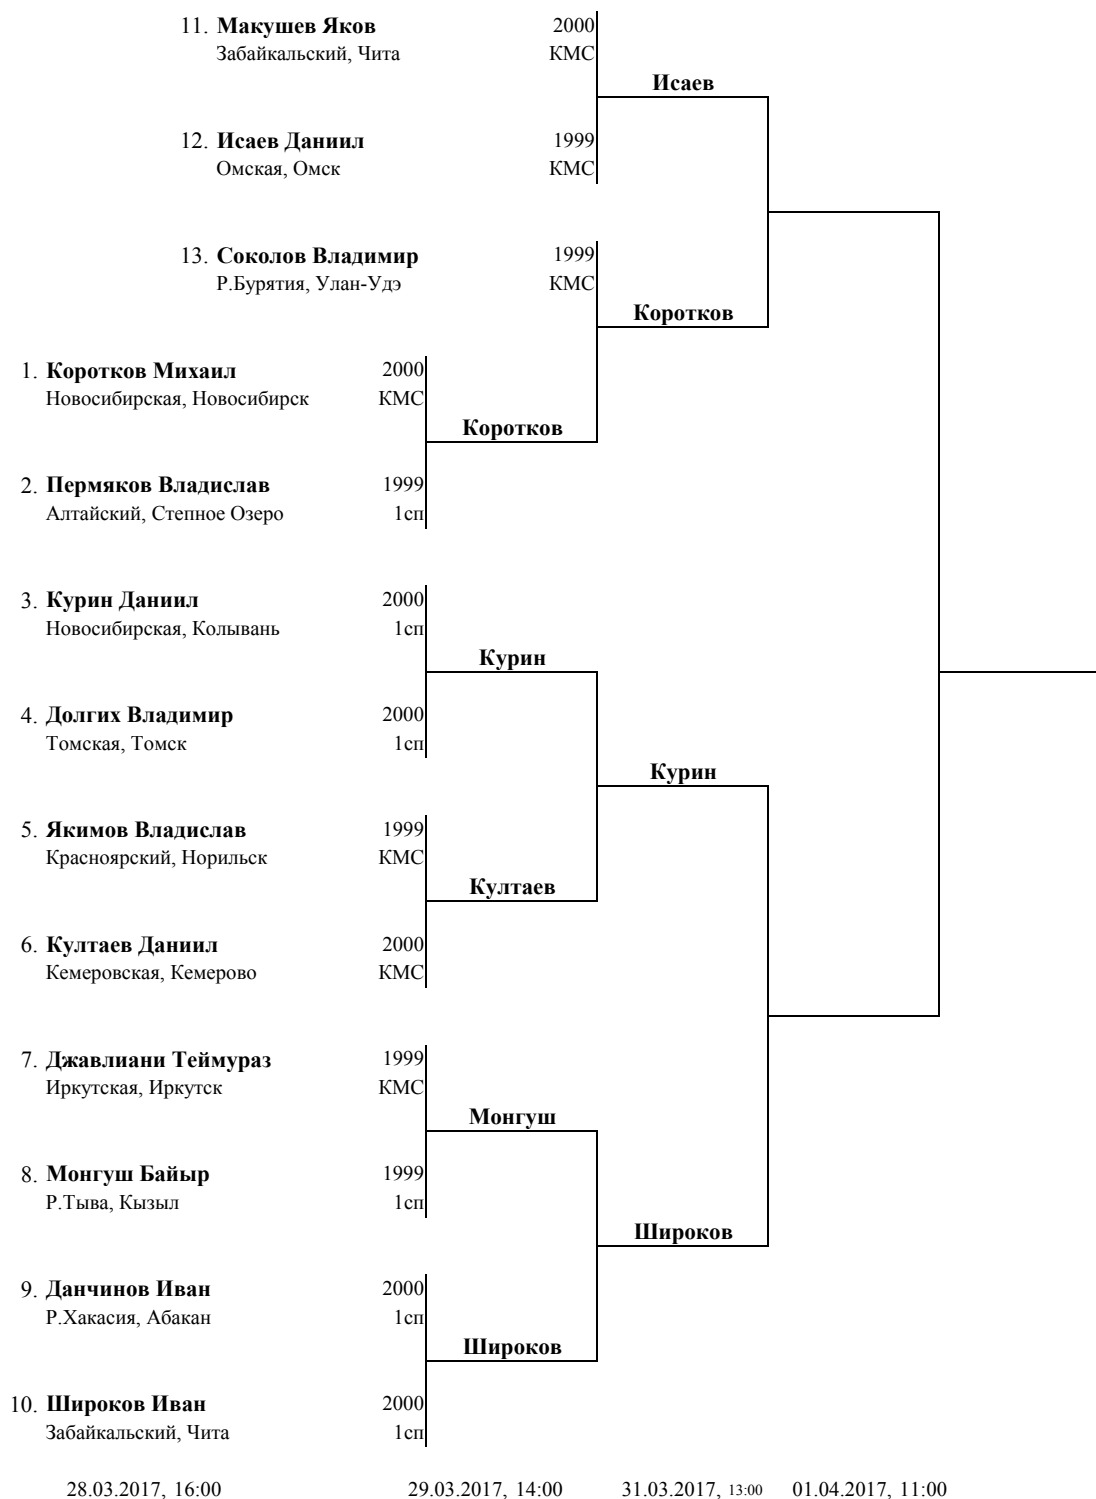 11. Макушев Яков 2000
Забайкальский, Чита КМС
Исаев
12. Исаев Даниил 1999
Омская, Омск КМС
13. Соколов Владимир 1999
Р.Бурятия, Улан-Удэ КМС
Коротков
1. Коротков Михаил 2000
Новосибирская, Новосибирск КМС
Коротков
2. Пермяков Владислав 1999
Алтайский, Степное Озеро 1сп
3. Курин Даниил 2000
Новосибирская, Колывань 1сп
Курин
4. Долгих Владимир 2000
Томская, Томск 1сп
Курин
5. Якимов Владислав 1999
Красноярский, Норильск КМС
Култаев
6. Култаев Даниил 2000
Кемеровская, Кемерово КМС
7. Джавлиани Теймураз 1999
Иркутская, Иркутск КМС
Монгуш
8. Монгуш Байыр 1999
Р.Тыва, Кызыл 1сп
Широков
9. Данчинов Иван 2000
Р.Хакасия, Абакан 1сп
Широков
10. Широков Иван 2000
Забайкальский, Чита 1сп
28.03.2017, 16:00 29.03.2017, 14:00 31.03.2017, 13:00 01.04.2017, 11:00